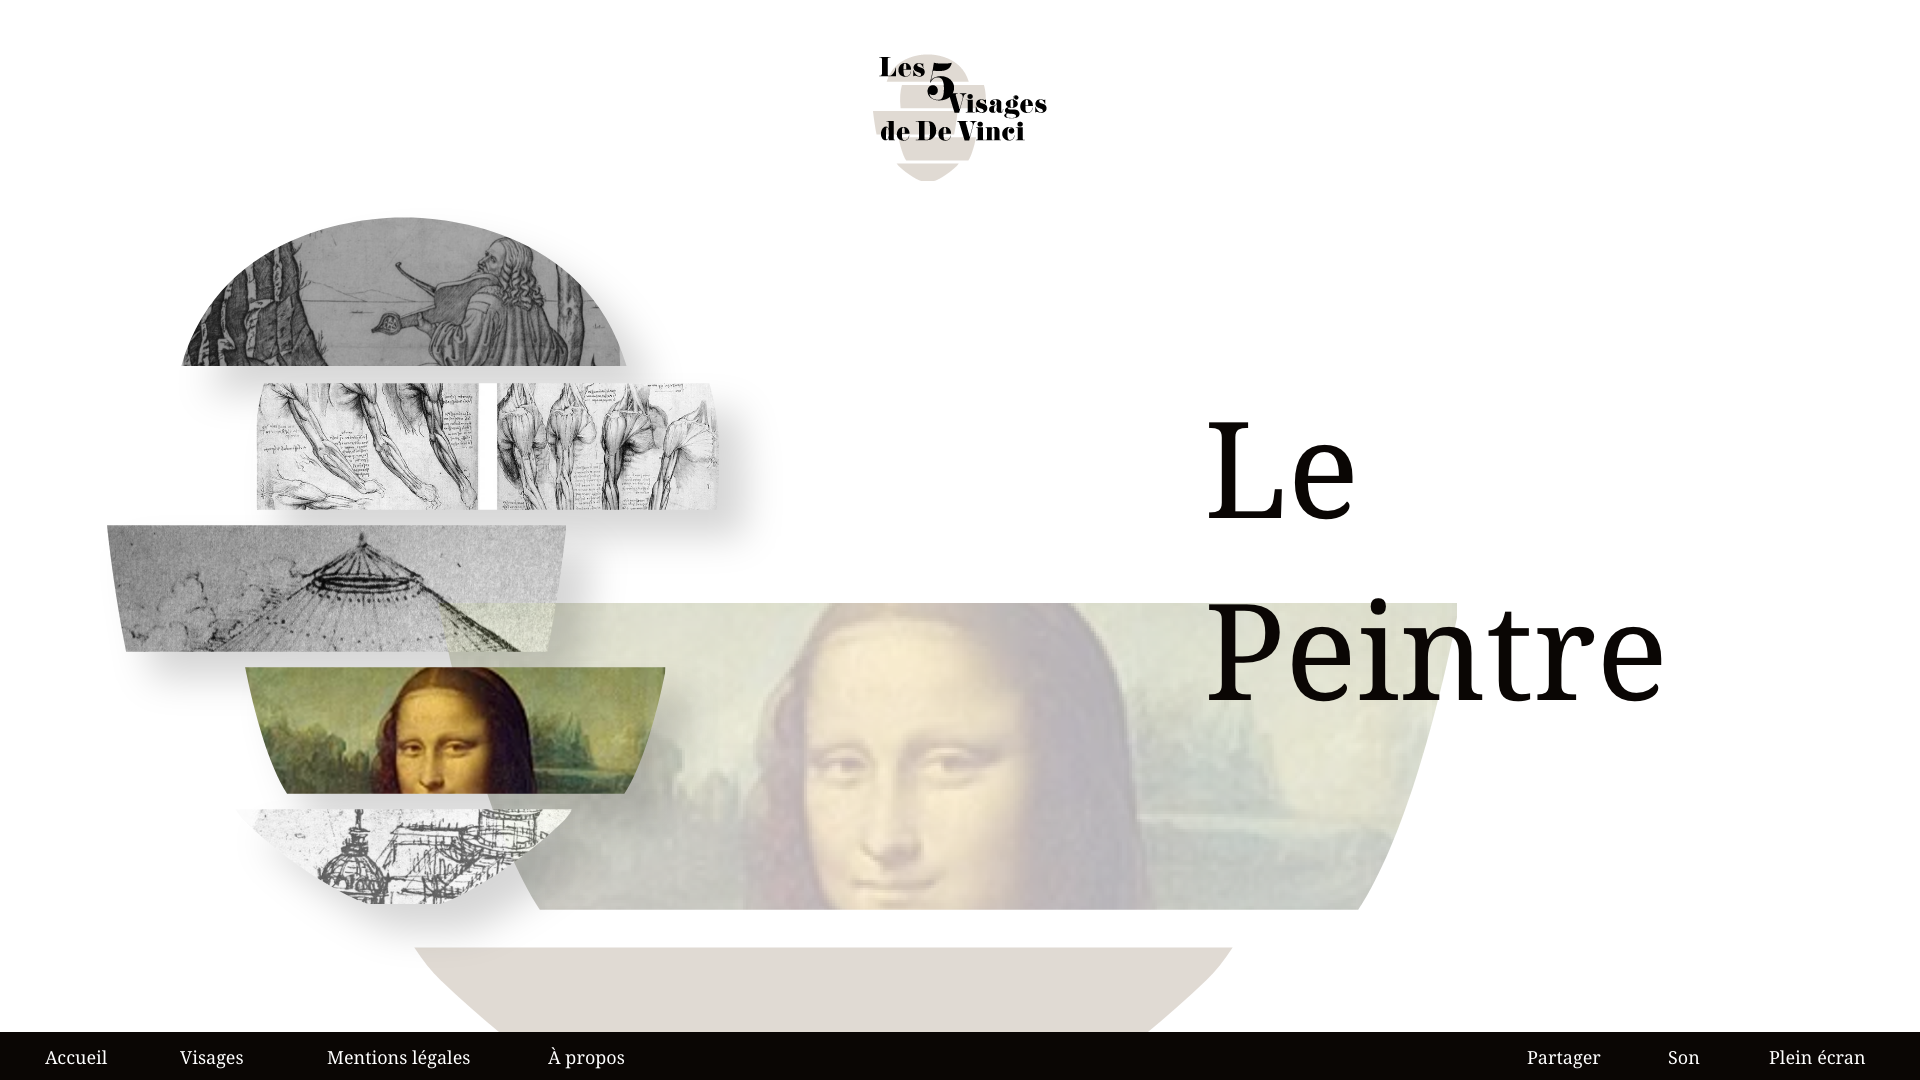 Les 5
Visages
de De Vinci
Le
Peintre
Accueil
Visages
Mentions légales
À propos
Partager
Son
Plein écran